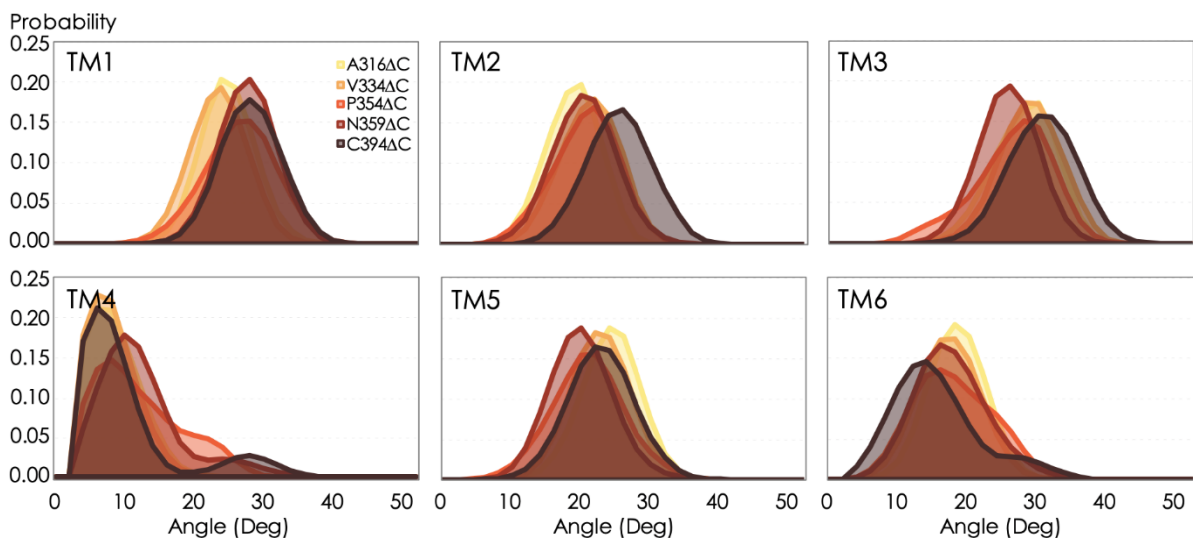 Probability
0.25
0.20
0.15
0.10
0.05
0.00
TM1
A316ΔC
V334ΔC
P354ΔC
N359ΔC
C394ΔC
TM2
TM3
0.25
0.20
0.15
0.10
0.05
0.00
TM4
TM5
TM6
0 10 20 30 40 50
0 10 20 30 40 50
0 10 20 30 40 50
Angle (Deg)
Angle (Deg)
Angle (Deg)